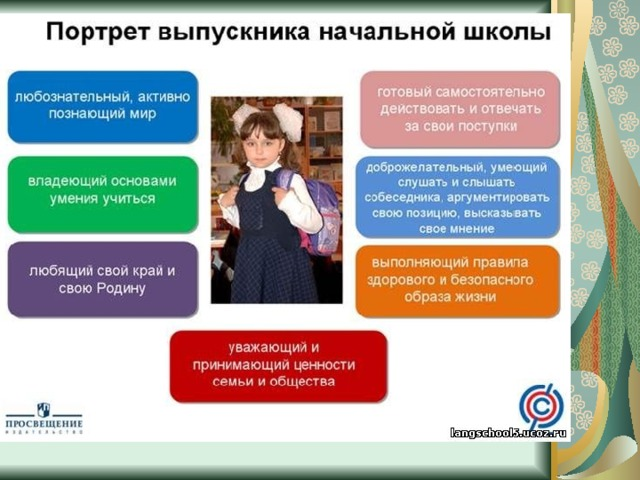 Портрет выпускника начальной школы
любознательный, активно
познающий мир
владеющий основами
умения учиться
любящий свой край и
свою Родину
готовый самостоятельно
действовать и отвечать
за свои поступки
доброжелательный, умеющий
слушать и слышать
собеседника, аргументировать
свою позицию, высказывать
свое мнение
выполняющий правила
здорового и безопасного
образа жизни
уважающий и
принимающий ценности
семьи и общества
ПРОСВЕЩЕНИЕ
ИЗДАТЕЛЬСТВО
langschool5.ucoz.ru